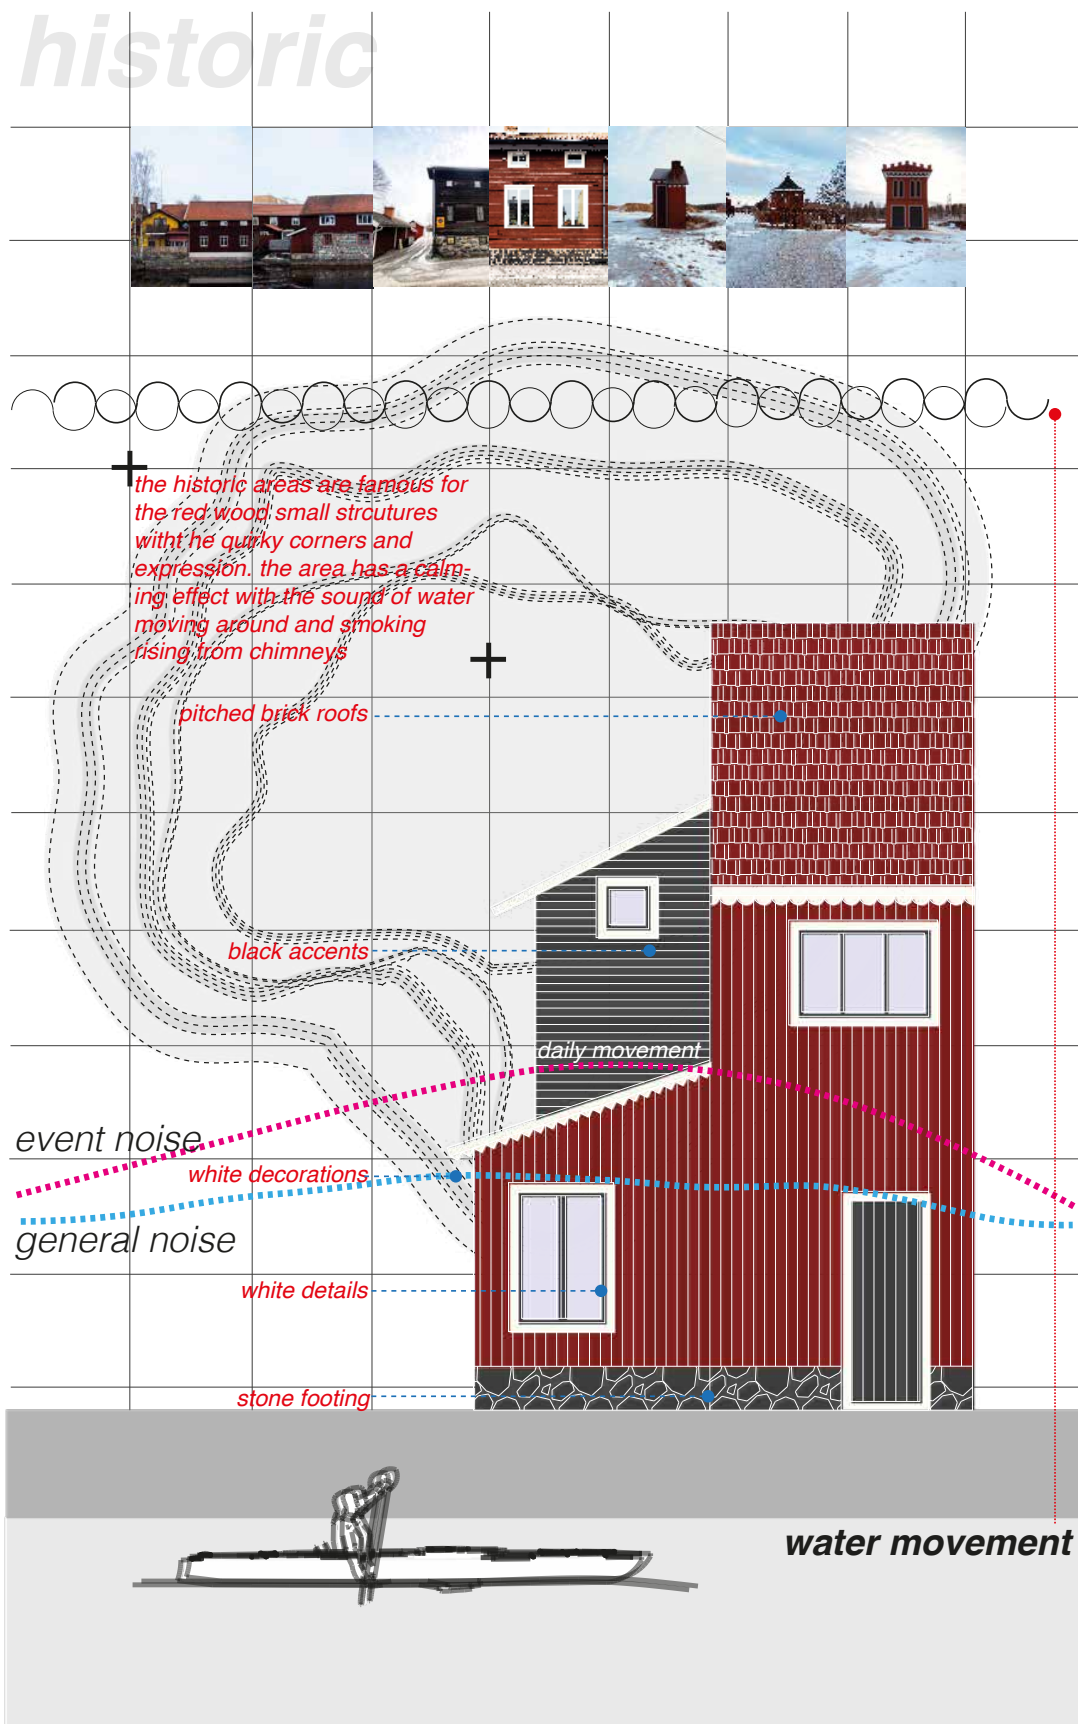 historic
the historic areas are famous for
the red wood small strcutures
witht he quirky corners and
expression. the area has a calm-
ing effect with the sound of water
moving around and smoking
rising from chimneys
pitched brick roofs
black accents
daily movement
event noise
white decorations
general noise
white details
stone footing
water movement